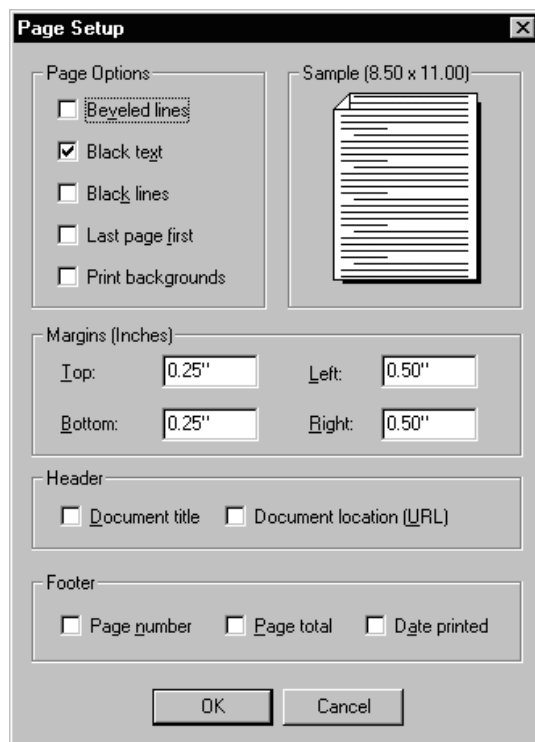 Page Setup
Page Options
Beveled lines
Black text
Black lines
Last page first
Print backgrounds
Sample (8.50 x 11.00)
Margins (Inches)
Top: 0.25" Left: 0.50"
Bottom: 0.25" Right: 0.50"
Header
Document title Document location (URL)
Footer
Page number Page total Date printed
OK Cancel